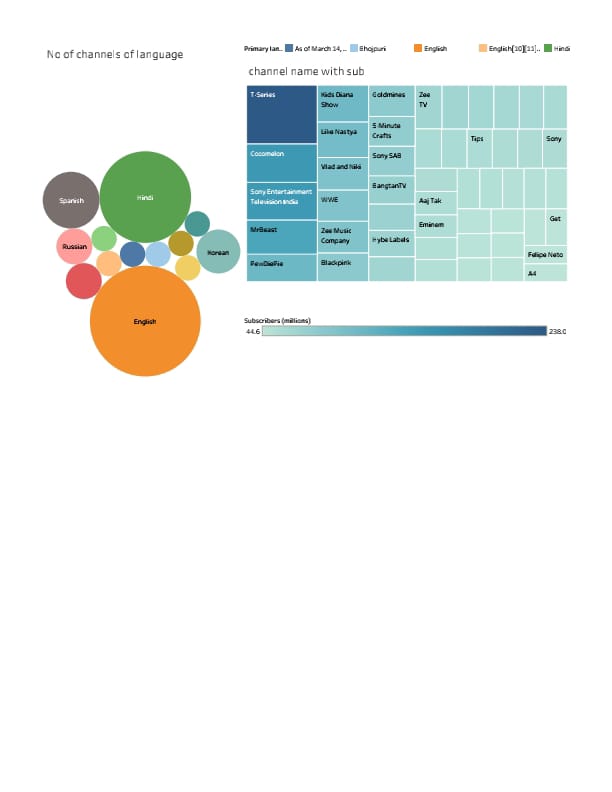 No of channels of language
Primary lan..
As of March 14,..
Bhojpuri
English
English[10][11]..
Hindi
channel name with sub
Spanish
Hindi
Russian
Korean
English
T-Series
Cocomelon
Sony Entertainment
Television India
MrBeast
PewDiePie
Kids Diana
Show
Like Nastya
Vlad and Niki
WWE
Zee Music
Company
Blackpink
Goldmines
5-Minute
Crafts
Sony SAB
BangtanTV
Hybe Labels
Zee
TV
Aaj Tak
Eminem
Tips
Sony
Get
Felipe Neto
A4
Subscribers (millions)
44.6
238.0